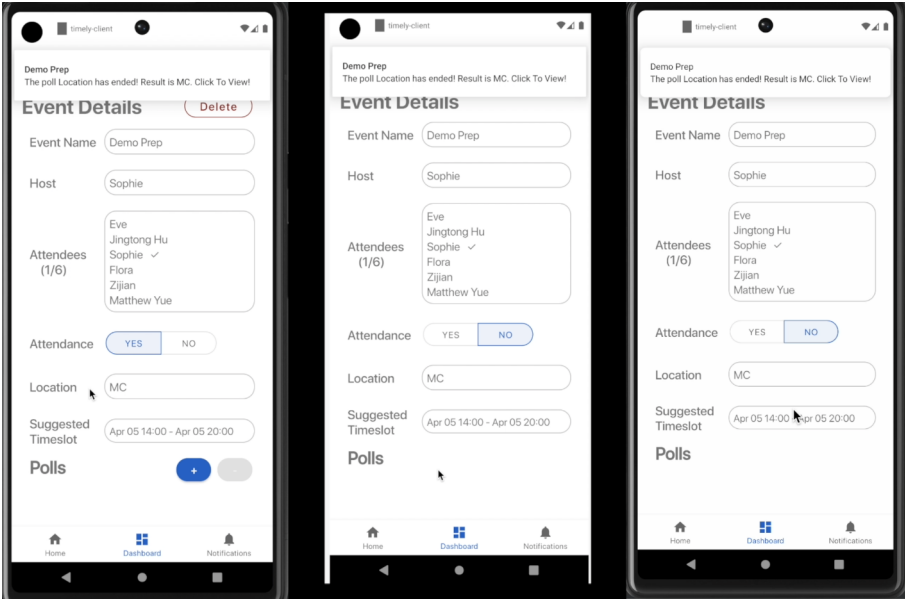 timely-client
Demo Prep
The poll Location has ended! Result is MC. Click To View!
Event Details
Delete
Event Name
Demo Prep
Host
Sophie
Attendees
(1/6)
Eve
Jingtong Hu
Sophie ✓
Flora
Zijian
Matthew Yue
Attendance
YES
NO
Location
MC
Suggested
Timeslot
Apr 05 14:00 - Apr 05 20:00
Polls
+
-
Home
Dashboard
Notifications
timely-client
Demo Prep
The poll Location has ended! Result is MC. Click To View!
Event Details
Event Name
Demo Prep
Host
Sophie
Attendees
(1/6)
Eve
Jingtong Hu
Sophie ✓
Flora
Zijian
Matthew Yue
Attendance
YES
NO
Location
MC
Suggested
Timeslot
Apr 05 14:00 - Apr 05 20:00
Polls
Home
Dashboard
Notifications
timely-client
Demo Prep
The poll Location has ended! Result is MC. Click To View!
Event Details
Event Name
Demo Prep
Host
Sophie
Attendees
(1/6)
Eve
Jingtong Hu
Sophie ✓
Flora
Zijian
Matthew Yue
Attendance
YES
NO
Location
MC
Suggested
Timeslot
Apr 05 14:00 - Apr 05 20:00
Polls
Home
Dashboard
Notifications